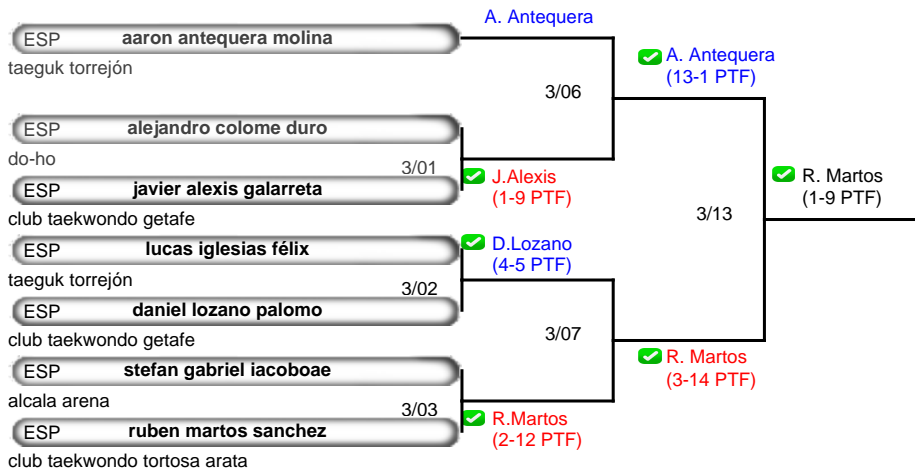 A. Antequera
ESP aaron antequera molina
taeguk torrejón
A. Antequera
(13-1 PTF)
3/06
ESP alejandro colome duro
do-ho
3/01
ESP javier alexis galarreta
club taekwondo getafe
J.Alexis
(1-9 PTF)
R. Martos
(1-9 PTF)
3/13
ESP lucas iglesias félix
taeguk torrejón
D.Lozano
(4-5 PTF)
3/02
ESP daniel lozano palomo
club taekwondo getafe
3/07
ESP stefan gabriel iacoboae
alcala arena
R. Martos
(3-14 PTF)
3/03
ESP ruben martos sanchez
club taekwondo tortosa arata
R.Martos
(2-12 PTF)